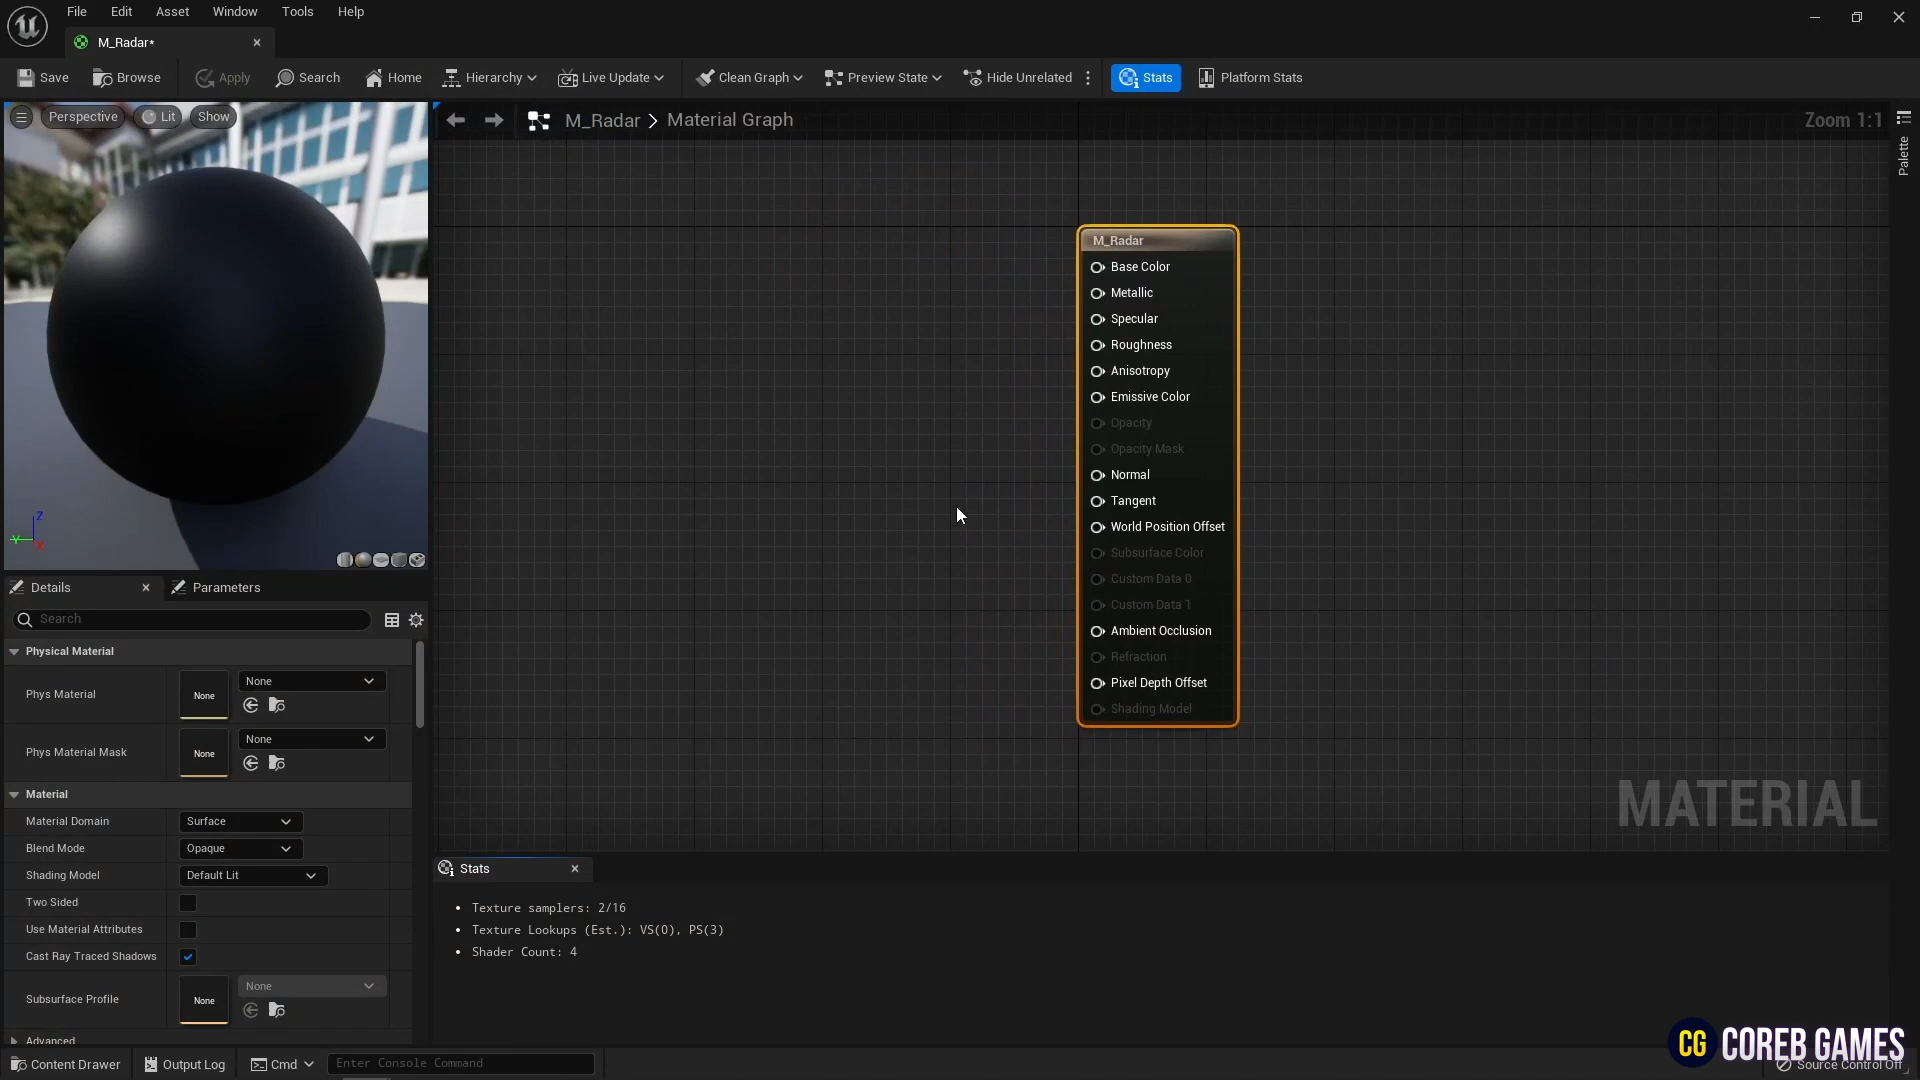 File Edit Asset Window Tools Help
M_Radar*
Save Browse Apply Search Home Hierarchy Live Update Clean Graph Preview State Hide Unrelated Stats Platform Stats
Perspective Lit Show
M_Radar > Material Graph
Zoom 1:1
Palette
M_Radar
Base Color
Metallic
Specular
Roughness
Anisotropy
Emissive Color
Opacity
Opacity Mask
Normal
Tangent
World Position Offset
Subsurface Color
Custom Data 0
Custom Data 1
Ambient Occlusion
Refraction
Pixel Depth Offset
Shading Model
MATERIAL
Z
Y
X
Details Parameters
Search
Physical Material
Phys Material None None
Phys Material Mask None None
Material
Material Domain Surface
Blend Mode Opaque
Shading Model Default Lit
Two Sided
Use Material Attributes
Cast Ray Traced Shadows
Subsurface Profile None None
Advanced
Stats
• Texture samplers: 2/16
• Texture Lookups (Est.): VS(0), PS(3)
• Shader Count: 4
CG COREB GAMES
Content Drawer Output Log Cmd Enter Console Command Source Control Off